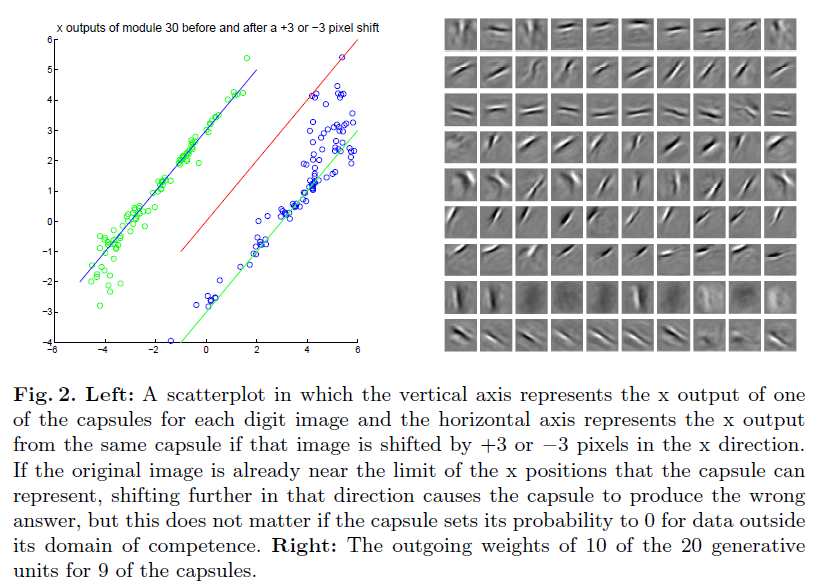 x outputs of module 30 before and after a +3 or −3 pixel shift
6
5
4
3
2
1
0
−1
−2
−3
−4
−6 −4 −2 0 2 4 6
Fig. 2. Left: A scatterplot in which the vertical axis represents the x output of one
of the capsules for each digit image and the horizontal axis represents the x output
from the same capsule if that image is shifted by +3 or −3 pixels in the x direction.
If the original image is already near the limit of the x positions that the capsule can
represent, shifting further in that direction causes the capsule to produce the wrong
answer, but this does not matter if the capsule sets its probability to 0 for data outside
its domain of competence. Right: The outgoing weights of 10 of the 20 generative
units for 9 of the capsules.